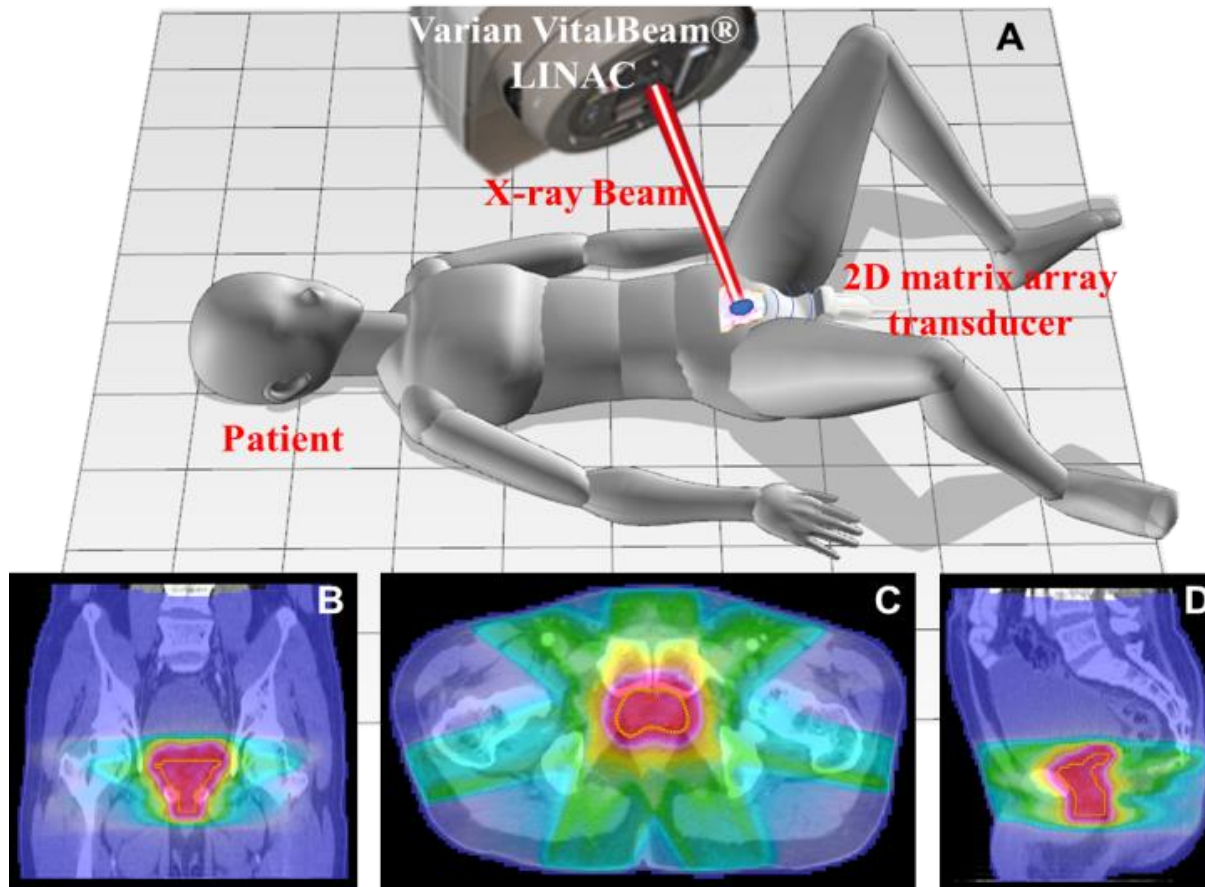 Varian VitalBeam®
LINAC
A
X-ray Beam
2D matrix array
transducer
Patient
B
C
D